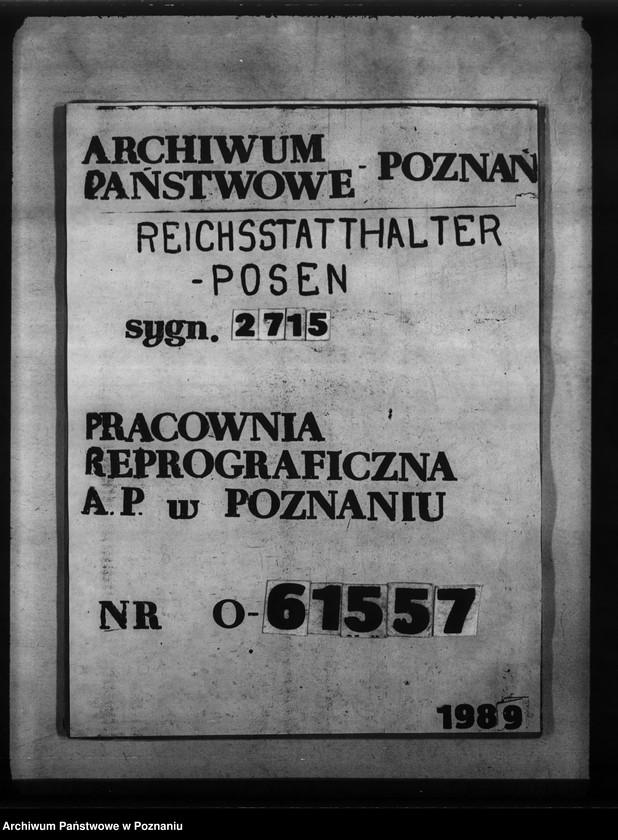 ARCHIWUM
PAŃSTWOWE - POZNAŃ
REICHSSTATTHALTER
-POSEN
sygn. 2715
PRACOWNIA
REPROGRAFICZNA
A.P. w POZNANIU
NR O-61557
1989
Archiwum Państwowe w Poznaniu